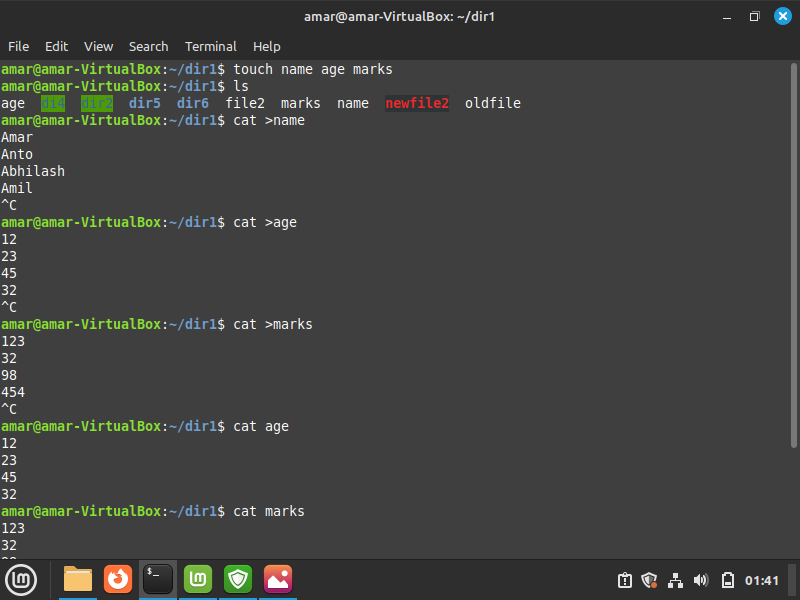 amar@amar-VirtualBox: ~/dir1
File Edit View Search Terminal Help
amar@amar-VirtualBox:~/dir1$ touch name age marks
amar@amar-VirtualBox:~/dir1$ ls
age di4 dir2 dir5 dir6 file2 marks name newfile2 oldfile
amar@amar-VirtualBox:~/dir1$ cat >name
Amar
Anto
Abhilash
Amil
^C
amar@amar-VirtualBox:~/dir1$ cat >age
12
23
45
32
^C
amar@amar-VirtualBox:~/dir1$ cat >marks
123
32
98
454
^C
amar@amar-VirtualBox:~/dir1$ cat age
12
23
45
32
amar@amar-VirtualBox:~/dir1$ cat marks
123
32
98
$_
01:41